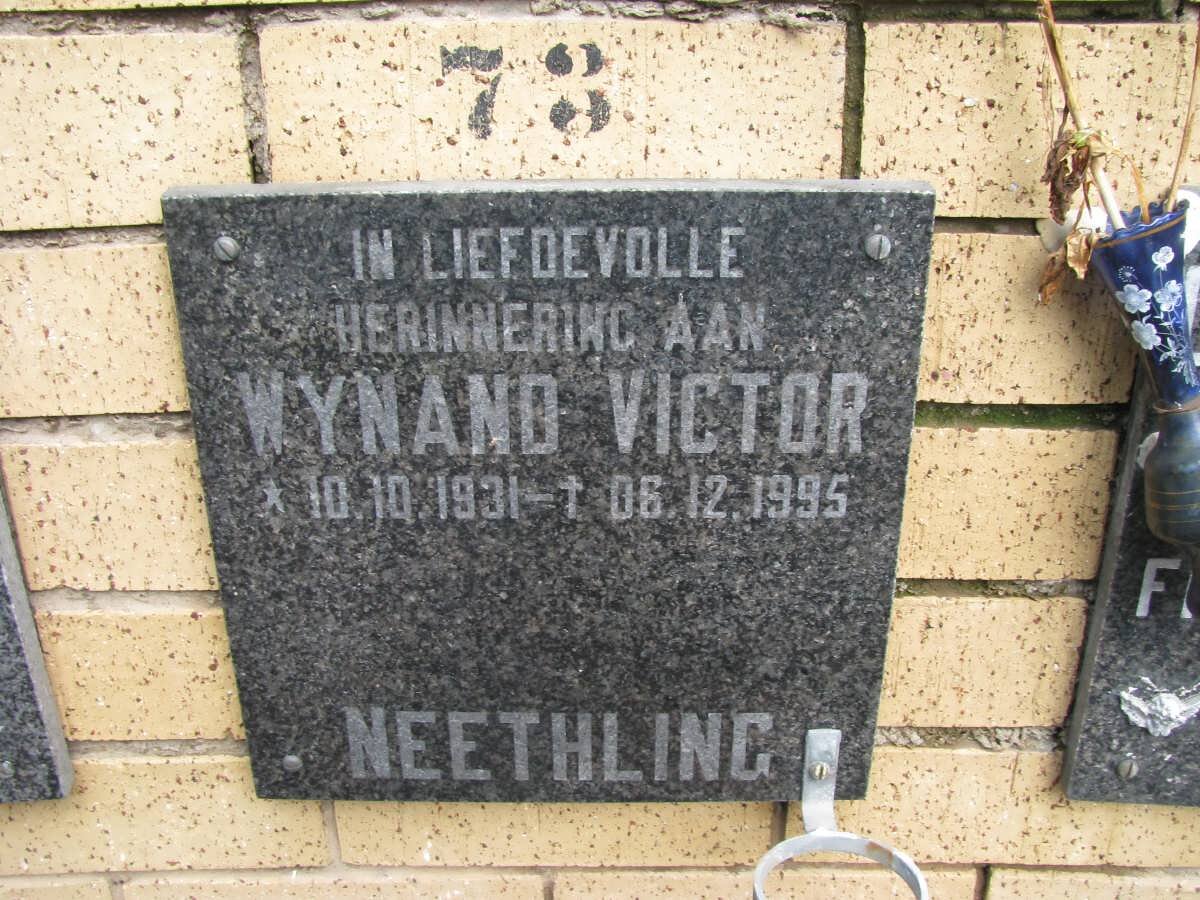 73
IN LIEFDEVOLLE
HERINNERING AAN
WYNAND VICTOR
* 10.10.1931-† 06.12.1995
NEETHLING